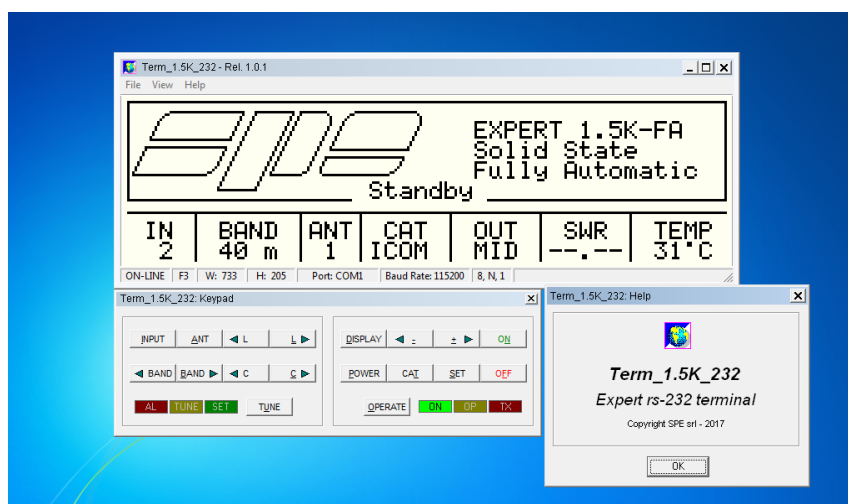 Term_1.5K_232 - Rel. 1.0.1
File View Help
spe
EXPERT 1.5K-FA
Solid State
Fully Automatic
Standby
IN BAND ANT CAT OUT SWR TEMP
2 40 m 1 ICOM MID --.-- 31°C
ON-LINE F3 W: 733 H: 205 Port: COM1 Baud Rate: 115200 8, N, 1
Term_1.5K_232: Keypad
INPUT ANT ◄ L L ► DISPLAY ◄ - + ► ON
◄ BAND BAND ► ◄ C C ► POWER CAT SET OFF
AL TUNE SET TUNE OPERATE ON OP TX
Term_1.5K_232: Help
Term_1.5K_232
Expert rs-232 terminal
Copyright SPE srl - 2017
OK